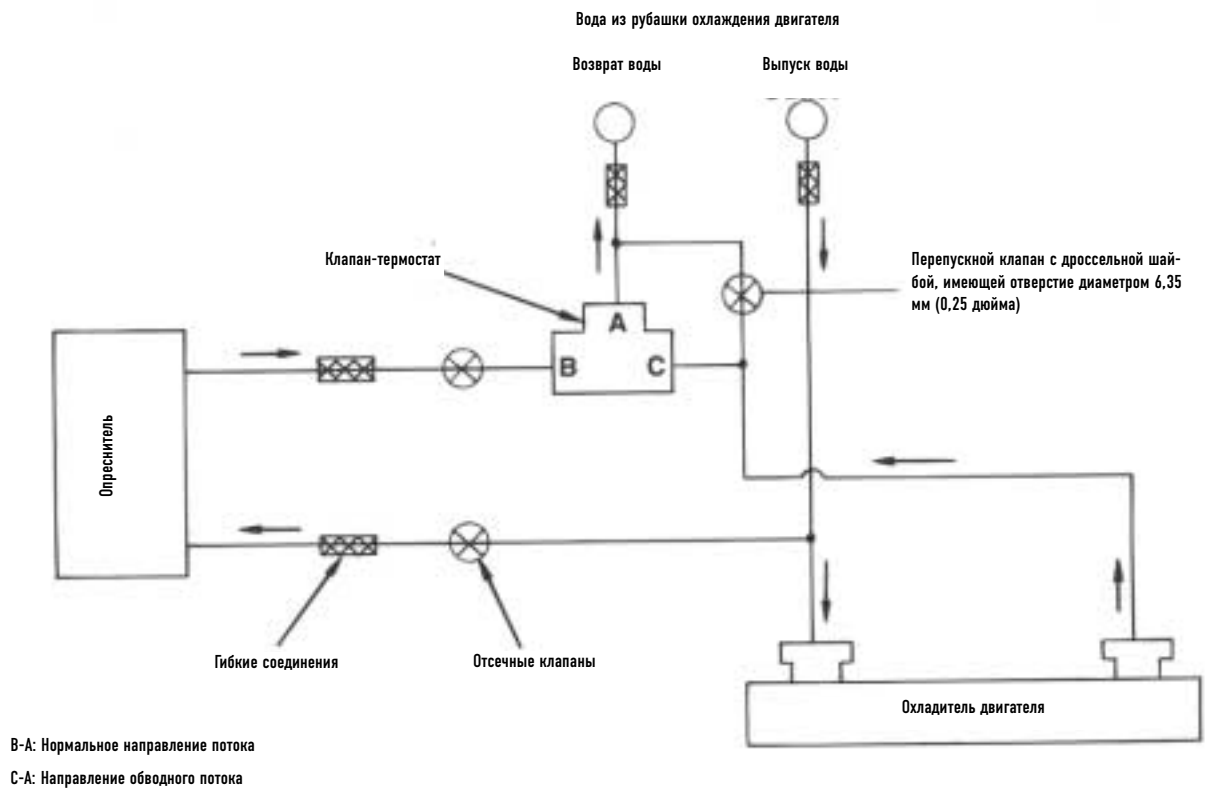 Вода из рубашки охлаждения двигателя
Возврат воды
Выпуск воды
Клапан-термостат
Перепускной клапан с дроссельной шай-
бой, имеющей отверстие диаметром 6,35
мм (0,25 дюйма)
A
B
C
Опреснитель
Гибкие соединения
Отсечные клапаны
Охладитель двигателя
B-A: Нормальное направление потока
C-A: Направление обводного потока